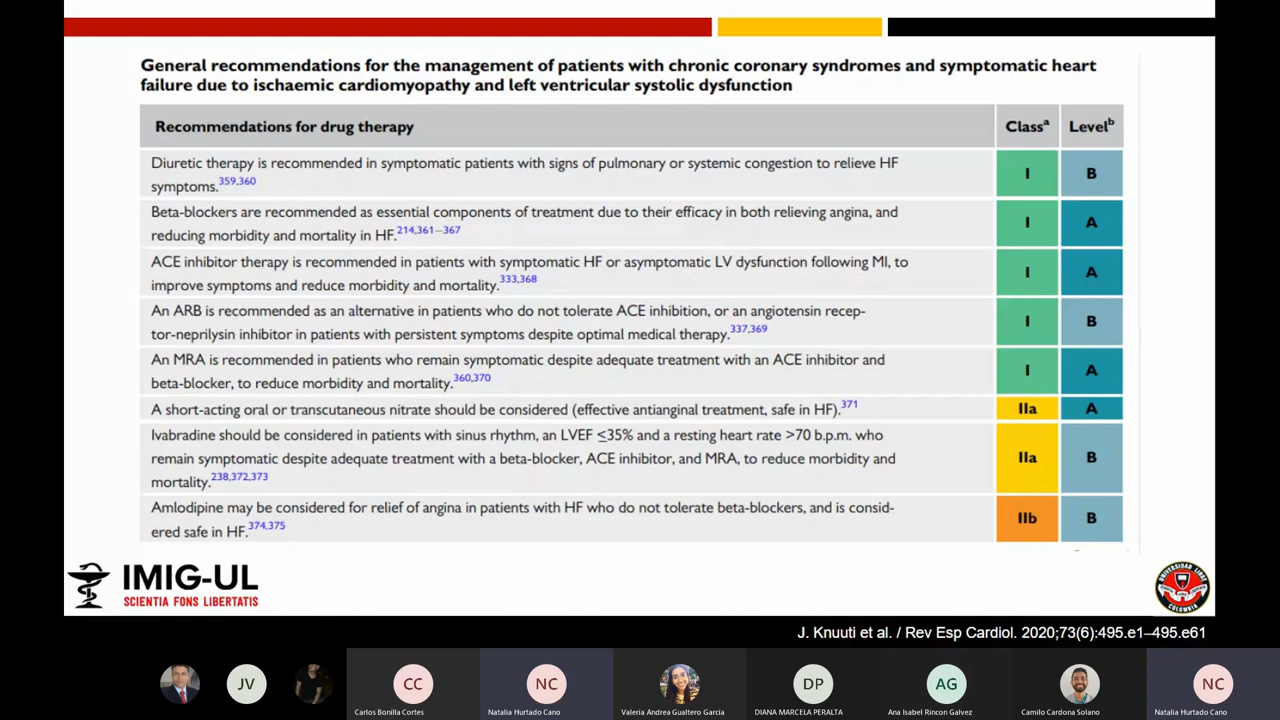 General recommendations for the management of patients with chronic coronary syndromes and symptomatic heart
failure due to ischaemic cardiomyopathy and left ventricular systolic dysfunction
Recommendations for drug therapy Classᵃ Levelᵇ
Diuretic therapy is recommended in symptomatic patients with signs of pulmonary or systemic congestion to relieve HF
symptoms.359,360
I B
Beta-blockers are recommended as essential components of treatment due to their efficacy in both relieving angina, and
reducing morbidity and mortality in HF.214,361–367
I A
ACE inhibitor therapy is recommended in patients with symptomatic HF or asymptomatic LV dysfunction following MI, to
improve symptoms and reduce morbidity and mortality.333,368
I A
An ARB is recommended as an alternative in patients who do not tolerate ACE inhibition, or an angiotensin recep-
tor-neprilysin inhibitor in patients with persistent symptoms despite optimal medical therapy.337,369
I B
An MRA is recommended in patients who remain symptomatic despite adequate treatment with an ACE inhibitor and
beta-blocker, to reduce morbidity and mortality.360,370
I A
A short-acting oral or transcutaneous nitrate should be considered (effective antianginal treatment, safe in HF).371
IIa A
Ivabradine should be considered in patients with sinus rhythm, an LVEF ≤35% and a resting heart rate >70 b.p.m. who
remain symptomatic despite adequate treatment with a beta-blocker, ACE inhibitor, and MRA, to reduce morbidity and
mortality.238,372,373
IIa B
Amlodipine may be considered for relief of angina in patients with HF who do not tolerate beta-blockers, and is consid-
ered safe in HF.374,375
IIb B
IMIG-UL
SCIENTIA FONS LIBERTATIS
UNIVERSIDAD LIBRE
COLOMBIA
J. Knuuti et al. / Rev Esp Cardiol. 2020;73(6):495.e1–495.e61
JV
CC
NC
DP
AG
NC
Carlos Bonilla Cortes
Natalia Hurtado Cano
Valeria Andrea Gualtero Garcia
DIANA MARCELA PERALTA
Ana Isabel Rincon Galvez
Camilo Cardona Solano
Natalia Hurtado Cano